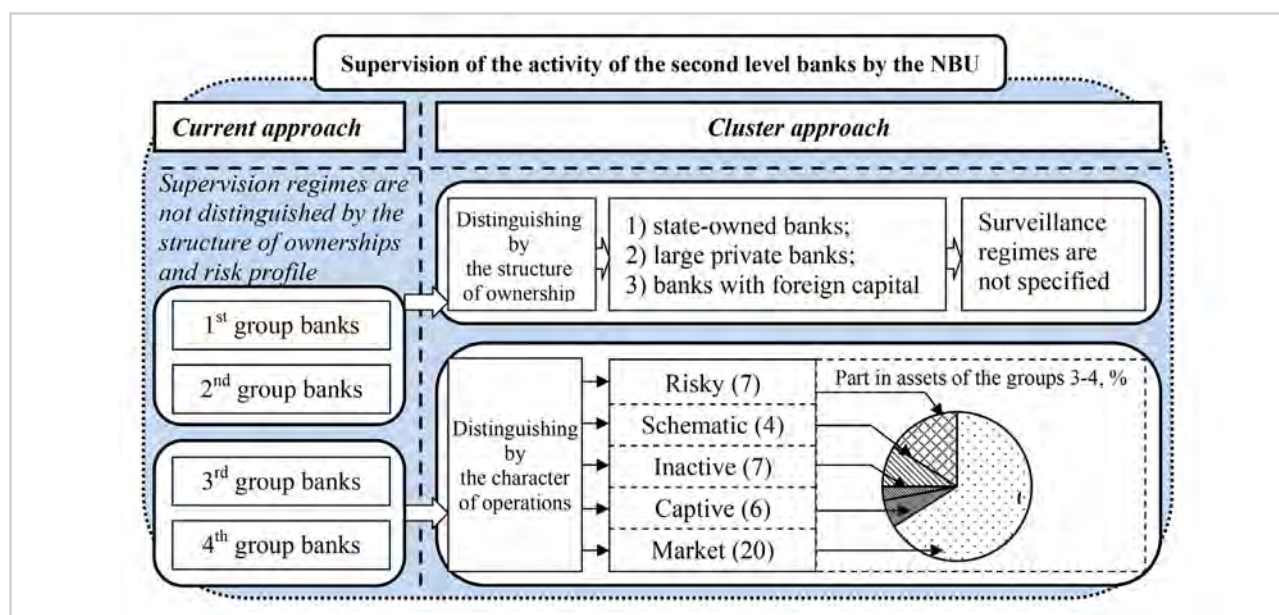 Supervision of the activity of the second level banks by the NBU
Current approach
Cluster approach
Supervision regimes are
not distinguished by the
structure of ownerships
and risk profile
1st group banks
2nd group banks
3rd group banks
4th group banks
Distinguishing
by
the structure
of ownership
1) state-owned banks;
2) large private banks;
3) banks with foreign capital
Surveillance
regimes are
not specified
Distinguishing
by
the character
of operations
Risky (7)
Schematic (4)
Inactive (7)
Captive (6)
Market (20)
Part in assets of the groups 3-4, %